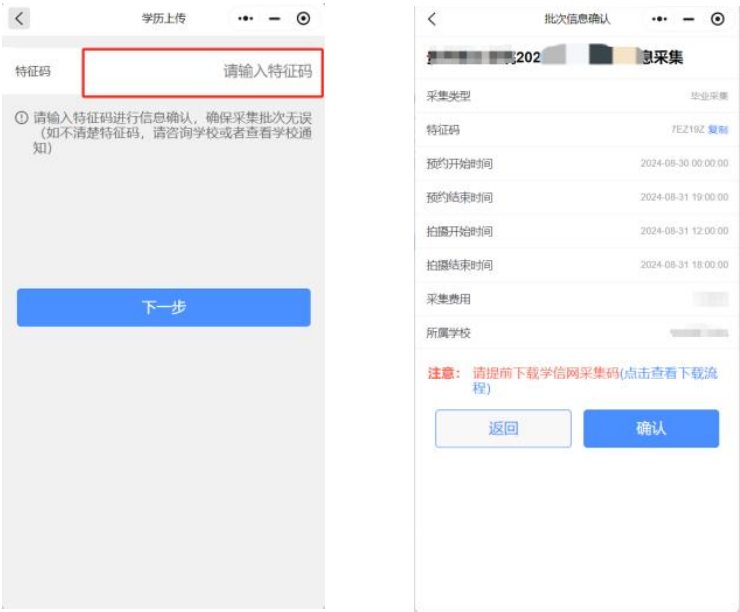 学历上传
特征码
请输入特征码
请输入特征码进行信息确认，确保采集批次无误
（如不清楚特征码，请咨询学校或者查看学校通
知）
下一步
批次信息确认
202
息采集
采集类型
毕业采集
特征码
7EZ19Z 复制
预约开始时间
2024-08-30 00:00:00
预约结束时间
2024-08-31 19:00:00
拍摄开始时间
2024-08-31 12:00:00
拍摄结束时间
2024-08-31 18:00:00
采集费用
所属学校
注意： 请提前下载学信网采集码(点击查看下载流
程)
返回
确认